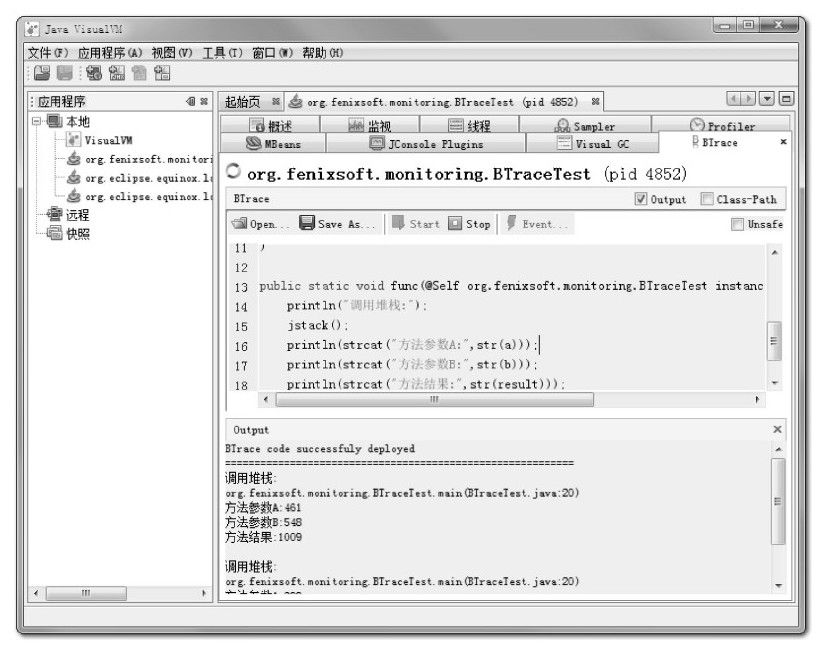 Java VisualVM
文件(F) 应用程序(A) 视图(V) 工具(T) 窗口(W) 帮助(H)
应用程序
本地
VisualVM
org.fenixsoft.monitori
org.eclipse.equinox.la
org.eclipse.equinox.la
远程
快照
起始页 org.fenixsoft.monitoring.BTraceTest (pid 4852)
概述 监视 线程 Sampler Profiler
MBeans JConsole Plugins Visual GC BTrace
org.fenixsoft.monitoring.BTraceTest (pid 4852)
BTrace Output Class-Path
Open... Save As... Start Stop Event... Unsafe
11 )
12
13 public static void func(@Self org.fenixsoft.monitoring.BTraceTest instanc
14 println("调用堆栈:");
15 jstack();
16 println(strcat("方法参数A:",str(a)));
17 println(strcat("方法参数B:",str(b)));
18 println(strcat("方法结果:",str(result)));
Output
BTrace code successfuly deployed
===========================================================
调用堆栈:
org.fenixsoft.monitoring.BTraceTest.main(BTraceTest.java:20)
方法参数A:461
方法参数B:548
方法结果:1009
调用堆栈:
org.fenixsoft.monitoring.BTraceTest.main(BTraceTest.java:20)